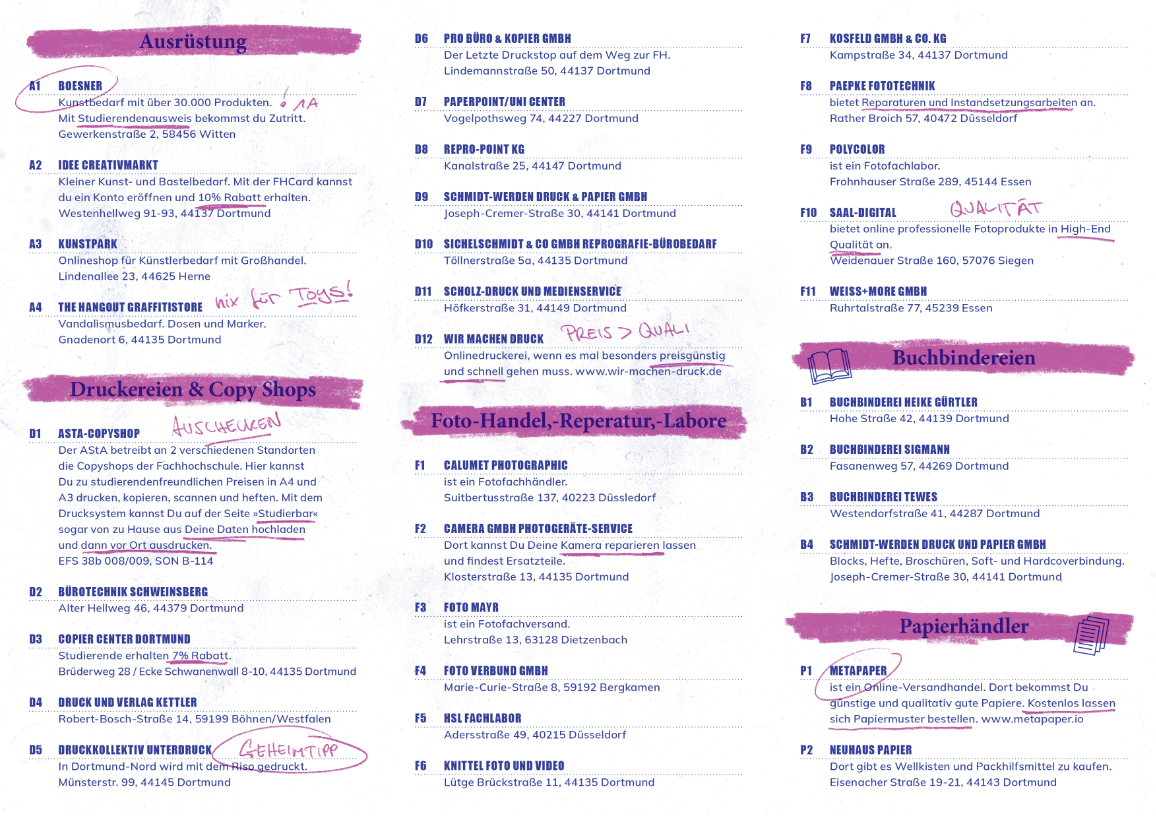 Ausrüstung
A1 BOESNER
Kunstbedarf mit über 30.000 Produkten. ! 1A
Mit Studierendenausweis bekommst du Zutritt.
Gewerkenstraße 2, 58456 Witten
A2 IDEE CREATIVMARKT
Kleiner Kunst- und Bastelbedarf. Mit der FHCard kannst
du ein Konto eröffnen und 10% Rabatt erhalten.
Westenhellweg 91-93, 44137 Dortmund
A3 KUNSTPARK
Onlineshop für Künstlerbedarf mit Großhandel.
Lindenallee 23, 44625 Herne
A4 THE HANGOUT GRAFFITISTORE nix für Toys!
Vandalismusbedarf. Dosen und Marker.
Gnadenort 6, 44135 Dortmund
Druckereien & Copy Shops
AUSCHECKEN
D1 ASTA-COPYSHOP
Der AStA betreibt an 2 verschiedenen Standorten
die Copyshops der Fachhochschule. Hier kannst
Du zu studierendenfreundlichen Preisen in A4 und
A3 drucken, kopieren, scannen und heften. Mit dem
Drucksystem kannst Du auf der Seite »Studierbar«
sogar von zu Hause aus Deine Daten hochladen
und dann vor Ort ausdrucken.
EFS 38b 008/009, SON B-114
D2 BÜROTECHNIK SCHWEINSBERG
Alter Hellweg 46, 44379 Dortmund
D3 COPIER CENTER DORTMUND
Studierende erhalten 7% Rabatt.
Brüderweg 28 / Ecke Schwanenwall 8-10, 44135 Dortmund
D4 DRUCK UND VERLAG KETTLER
Robert-Bosch-Straße 14, 59199 Böhnen/Westfalen
D5 DRUCKKOLLEKTIV UNTERDRUCK GEHEIMTIPP
In Dortmund-Nord wird mit dem Riso gedruckt.
Münsterstr. 99, 44145 Dortmund
D6 PRO BÜRO & KOPIER GMBH
Der Letzte Druckstop auf dem Weg zur FH.
Lindemannstraße 50, 44137 Dortmund
D7 PAPERPOINT/UNI CENTER
Vogelpothsweg 74, 44227 Dortmund
D8 REPRO-POINT KG
Kanalstraße 25, 44147 Dortmund
D9 SCHMIDT-WERDEN DRUCK & PAPIER GMBH
Joseph-Cremer-Straße 30, 44141 Dortmund
D10 SICHELSCHMIDT & CO GMBH REPROGRAFIE-BÜROBEDARF
Töllnerstraße 5a, 44135 Dortmund
D11 SCHOLZ-DRUCK UND MEDIENSERVICE
Höfkerstraße 31, 44149 Dortmund
D12 WIR MACHEN DRUCK PREIS > QUALI
Onlinedruckerei, wenn es mal besonders preisgünstig
und schnell gehen muss. www.wir-machen-druck.de
Foto-Handel,-Reperatur,-Labore
F1 CALUMET PHOTOGRAPHIC
ist ein Fotofachhändler.
Suitbertusstraße 137, 40223 Düssledorf
F2 CAMERA GMBH PHOTOGERÄTE-SERVICE
Dort kannst Du Deine Kamera reparieren lassen
und findest Ersatzteile.
Klosterstraße 13, 44135 Dortmund
F3 FOTO MAYR
ist ein Fotofachversand.
Lehrstraße 13, 63128 Dietzenbach
F4 FOTO VERBUND GMBH
Marie-Curie-Straße 8, 59192 Bergkamen
F5 HSL FACHLABOR
Adersstraße 49, 40215 Düsseldorf
F6 KNITTEL FOTO UND VIDEO
Lütge Brückstraße 11, 44135 Dortmund
F7 KOSFELD GMBH & CO. KG
Kampstraße 34, 44137 Dortmund
F8 PAEPKE FOTOTECHNIK
bietet Reparaturen und Instandsetzungsarbeiten an.
Rather Broich 57, 40472 Düsseldorf
F9 POLYCOLOR
ist ein Fotofachlabor.
Frohnhauser Straße 289, 45144 Essen
F10 SAAL-DIGITAL QUALITÄT
bietet online professionelle Fotoprodukte in High-End
Qualität an.
Weidenauer Straße 160, 57076 Siegen
F11 WEISS+MORE GMBH
Ruhrtalstraße 77, 45239 Essen
Buchbindereien
B1 BUCHBINDEREI HEIKE GÜRTLER
Hohe Straße 42, 44139 Dortmund
B2 BUCHBINDEREI SIGMANN
Fasanenweg 57, 44269 Dortmund
B3 BUCHBINDEREI TEWES
Westendorfstraße 41, 44287 Dortmund
B4 SCHMIDT-WERDEN DRUCK UND PAPIER GMBH
Blocks, Hefte, Broschüren, Soft- und Hardcoverbindung.
Joseph-Cremer-Straße 30, 44141 Dortmund
Papierhändler
P1 METAPAPER
ist ein Online-Versandhandel. Dort bekommst Du
günstige und qualitativ gute Papiere. Kostenlos lassen
sich Papiermuster bestellen. www.metapaper.io
P2 NEUHAUS PAPIER
Dort gibt es Wellkisten und Packhilfsmittel zu kaufen.
Eisenacher Straße 19-21, 44143 Dortmund